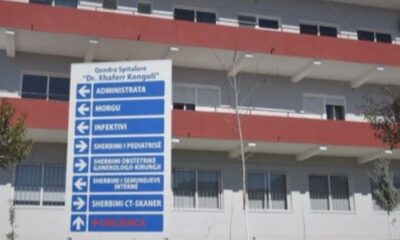 Qendra Spitalore
"Dr. Xhaferr Kongoli"
ADMINISTRATA
MORGU
INFEKTIVI
SHERBIMI I PEDIATRISË
SHERBIMI OBSTETRIKE
GJINEKOLOGJI-KIRURGJI
SHERBIMI I SEMUNDJEVE
INTERNE
SHERBIMI CT-SKANER
URGJENCA